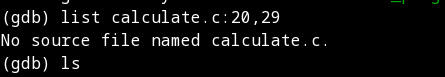 (gdb) list calculate.c:20,29
No source file named calculate.c.
(gdb) ls